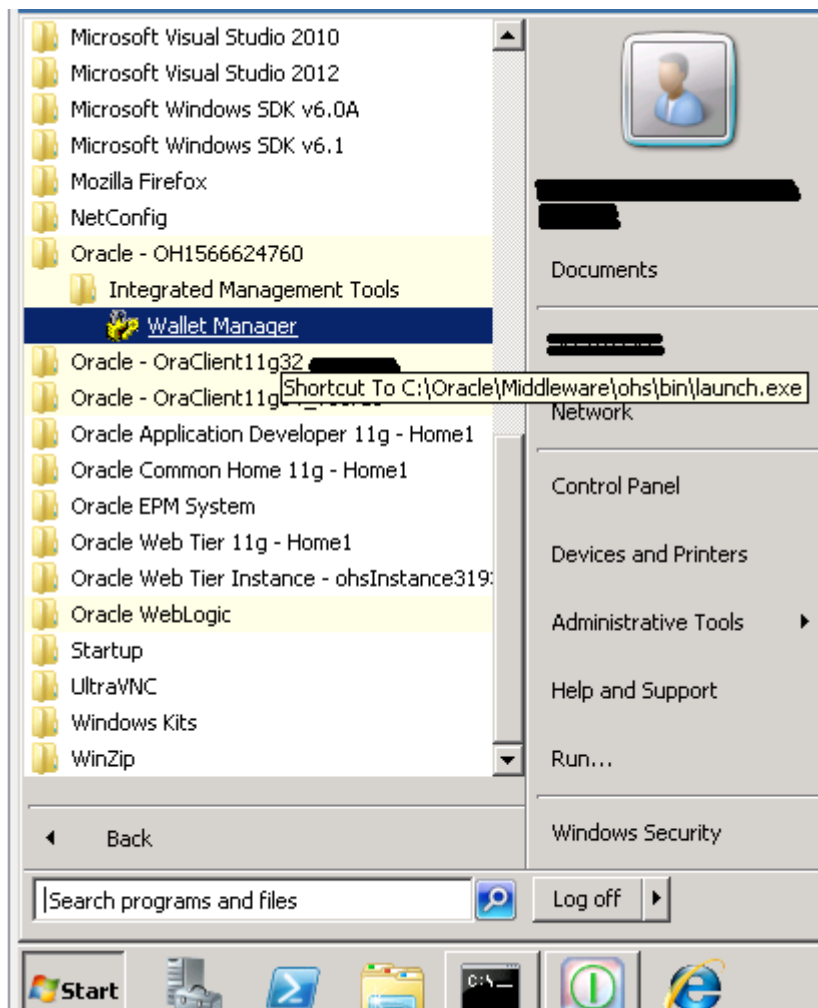 Microsoft Visual Studio 2010
Microsoft Visual Studio 2012
Microsoft Windows SDK v6.0A
Microsoft Windows SDK v6.1
Mozilla Firefox
NetConfig
Oracle - OH1566624760
Integrated Management Tools
Wallet Manager
Oracle - OraClient11g32
Shortcut To C:\Oracle\Middleware\ohs\bin\launch.exe
Oracle - OraClient11g
Oracle Application Developer 11g - Home1
Oracle Common Home 11g - Home1
Oracle EPM System
Oracle Web Tier 11g - Home1
Oracle Web Tier Instance - ohsInstance319
Oracle WebLogic
Startup
UltraVNC
Windows Kits
WinZip
Back
Search programs and files
Documents
Network
Control Panel
Devices and Printers
Administrative Tools
Help and Support
Run...
Windows Security
Log off
Start
C:\